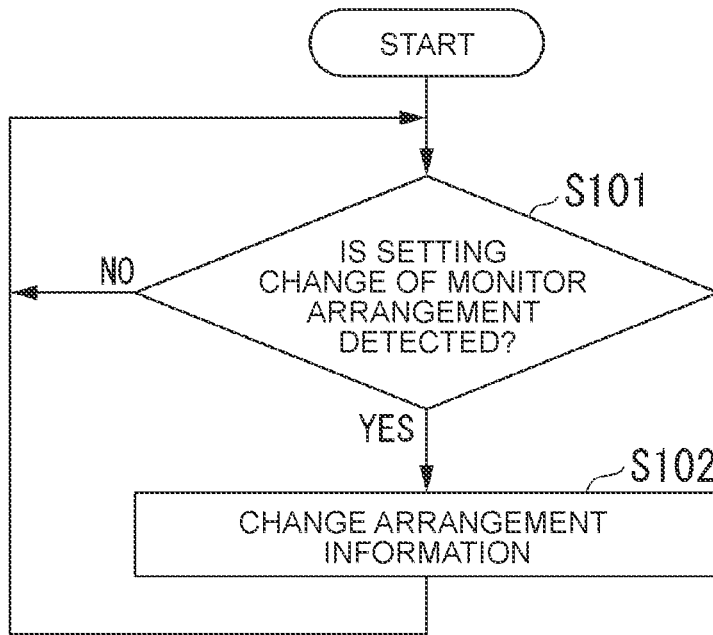 START
S101
IS SETTING
CHANGE OF MONITOR
ARRANGEMENT
DETECTED?
NO
YES
S102
CHANGE ARRANGEMENT
INFORMATION